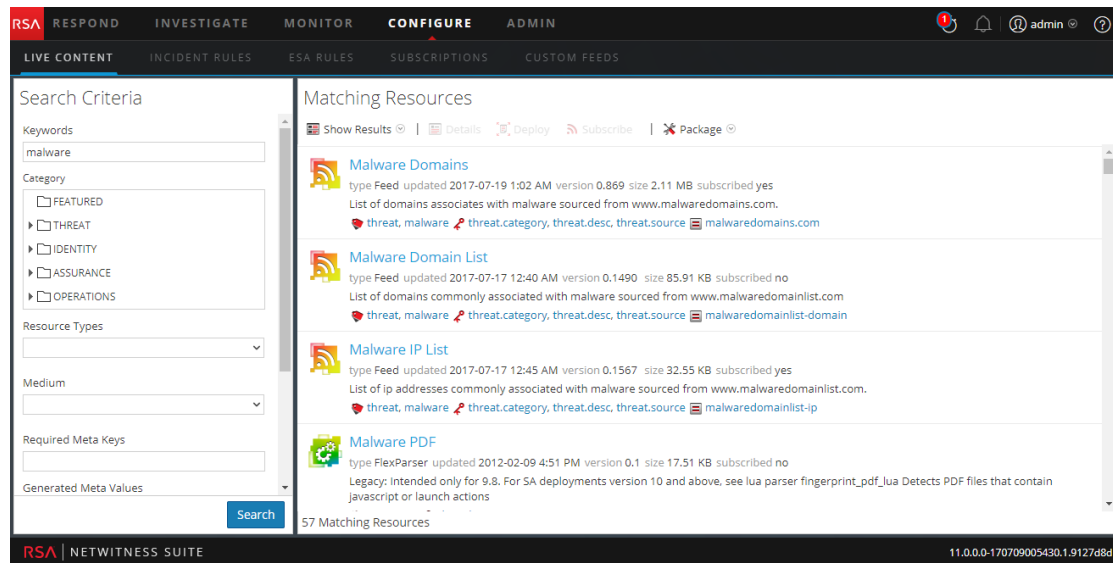 RSA RESPOND INVESTIGATE MONITOR CONFIGURE ADMIN 1 admin ?
LIVE CONTENT INCIDENT RULES ESA RULES SUBSCRIPTIONS CUSTOM FEEDS
Search Criteria
Keywords
malware
Category
FEATURED
THREAT
IDENTITY
ASSURANCE
OPERATIONS
Resource Types
Medium
Required Meta Keys
Generated Meta Values
Search
Matching Resources
Show Results | Details Deploy Subscribe | Package
Malware Domains
type Feed updated 2017-07-19 1:02 AM version 0.869 size 2.11 MB subscribed yes
List of domains associates with malware sourced from www.malwaredomains.com.
threat, malware threat.category, threat.desc, threat.source malwaredomains.com
Malware Domain List
type Feed updated 2017-07-17 12:40 AM version 0.1490 size 85.91 KB subscribed no
List of domains commonly associated with malware sourced from www.malwaredomainlist.com
threat, malware threat.category, threat.desc, threat.source malwaredomainlist-domain
Malware IP List
type Feed updated 2017-07-17 12:45 AM version 0.1567 size 32.55 KB subscribed yes
List of ip addresses commonly associated with malware sourced from www.malwaredomainlist.com.
threat, malware threat.category, threat.desc, threat.source malwaredomainlist-ip
Malware PDF
type FlexParser updated 2012-02-09 4:51 PM version 0.1 size 17.51 KB subscribed no
Legacy: Intended only for 9.8. For SA deployments version 10 and above, see lua parser fingerprint_pdf_lua Detects PDF files that contain
javascript or launch actions
57 Matching Resources
RSA | NETWITNESS SUITE 11.0.0.0-170709005430.1.9127d8d